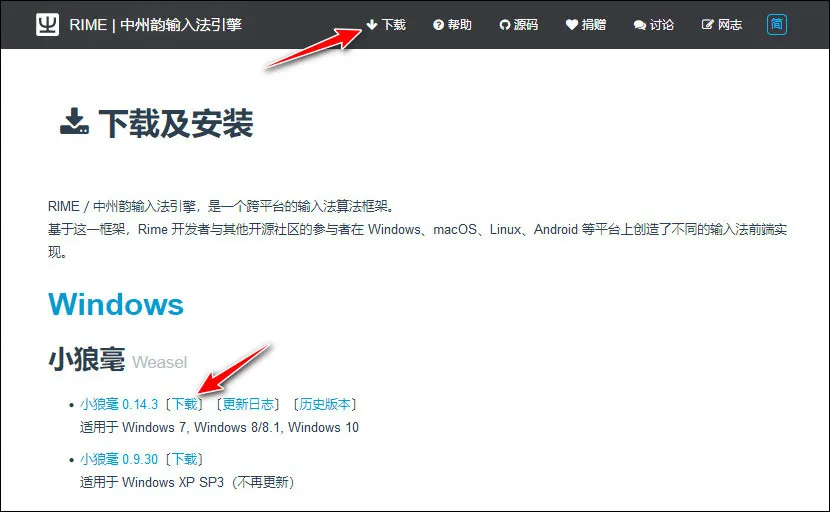 RIME | 中州韵输入法引擎 下载 帮助 源码 捐赠 讨论 网志 简
下载及安装
RIME / 中州韵输入法引擎，是一个跨平台的输入法算法框架。
基于这一框架，Rime 开发者与其他开源社区的参与者在 Windows、macOS、Linux、Android 等平台上创造了不同的输入法前端实
现。
Windows
小狼毫 Weasel
• 小狼毫 0.14.3〔下载〕〔更新日志〕〔历史版本〕
适用于 Windows 7, Windows 8/8.1, Windows 10
• 小狼毫 0.9.30〔下载〕
适用于 Windows XP SP3（不再更新）